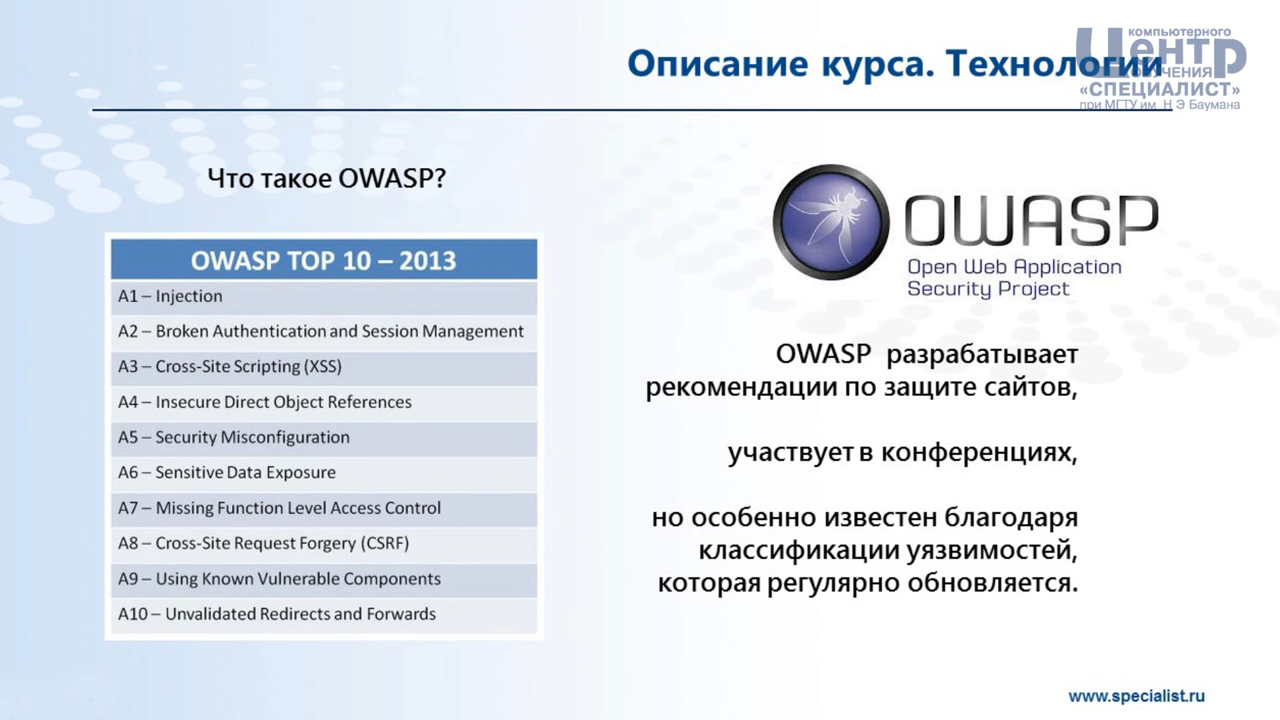 Описание курса. Технологии
компьютерного
Центр
обучения
«СПЕЦИАЛИСТ»
при МГТУ им. Н Э Баумана
Что такое OWASP?
OWASP TOP 10 – 2013
A1 – Injection
A2 – Broken Authentication and Session Management
A3 – Cross-Site Scripting (XSS)
A4 – Insecure Direct Object References
A5 – Security Misconfiguration
A6 – Sensitive Data Exposure
A7 – Missing Function Level Access Control
A8 – Cross-Site Request Forgery (CSRF)
A9 – Using Known Vulnerable Components
A10 – Unvalidated Redirects and Forwards
OWASP
Open Web Application
Security Project
OWASP разрабатывает
рекомендации по защите сайтов,
участвует в конференциях,
но особенно известен благодаря
классификации уязвимостей,
которая регулярно обновляется.
www.specialist.ru